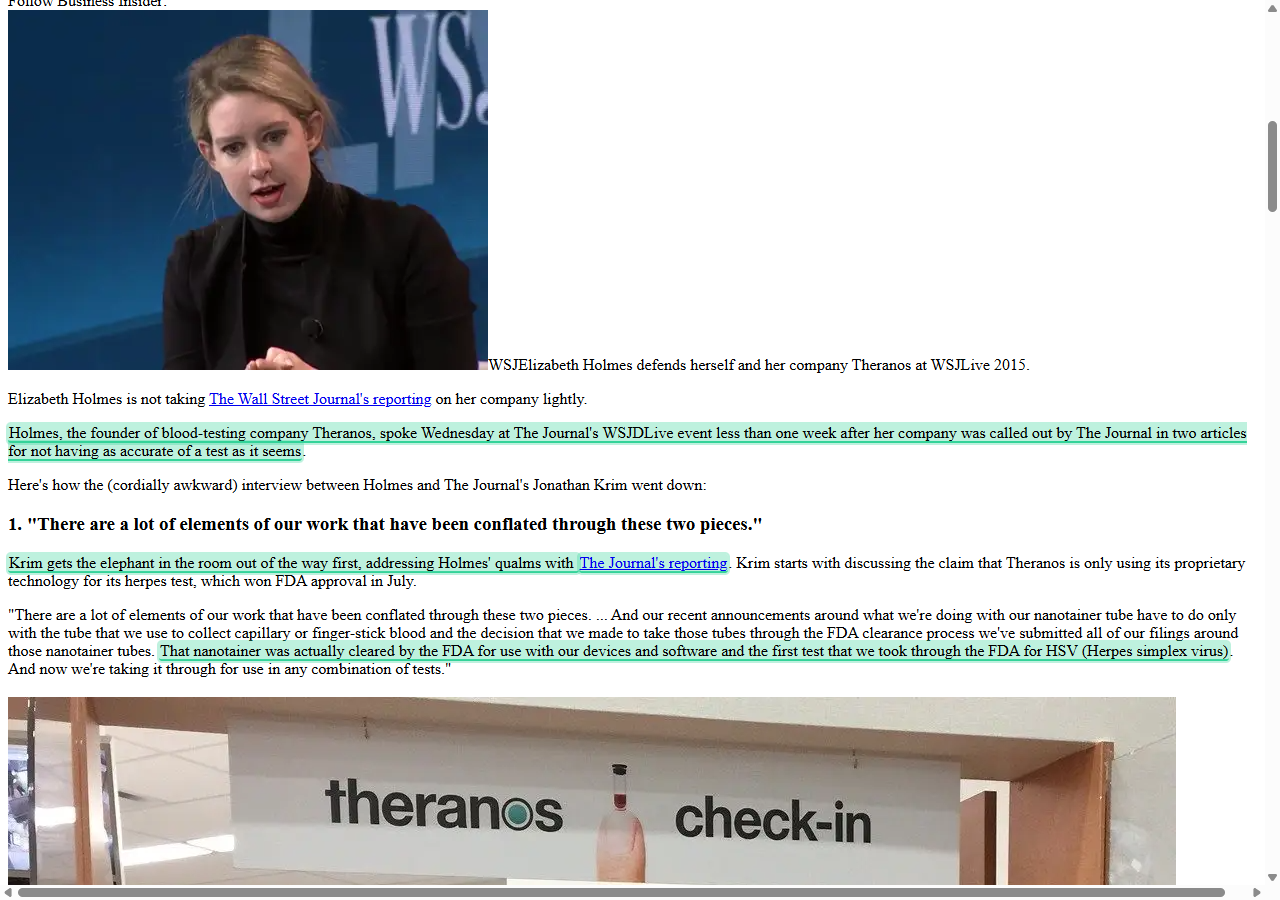 Follow Business Insider:
WS
WSJElizabeth Holmes defends herself and her company Theranos at WSJLive 2015.
Elizabeth Holmes is not taking The Wall Street Journal's reporting on her company lightly.
Holmes, the founder of blood-testing company Theranos, spoke Wednesday at The Journal's WSJDLive event less than one week after her company was called out by The Journal in two articles
for not having as accurate of a test as it seems.
Here's how the (cordially awkward) interview between Holmes and The Journal's Jonathan Krim went down:
1. "There are a lot of elements of our work that have been conflated through these two pieces."
Krim gets the elephant in the room out of the way first, addressing Holmes' qualms with The Journal's reporting. Krim starts with discussing the claim that Theranos is only using its proprietary
technology for its herpes test, which won FDA approval in July.
"There are a lot of elements of our work that have been conflated through these two pieces. ... And our recent announcements around what we're doing with our nanotainer tube have to do only
with the tube that we use to collect capillary or finger-stick blood and the decision that we made to take those tubes through the FDA clearance process we've submitted all of our filings around
those nanotainer tubes. That nanotainer was actually cleared by the FDA for use with our devices and software and the first test that we took through the FDA for HSV (Herpes simplex virus).
And now we're taking it through for use in any combination of tests."
theranos check-in